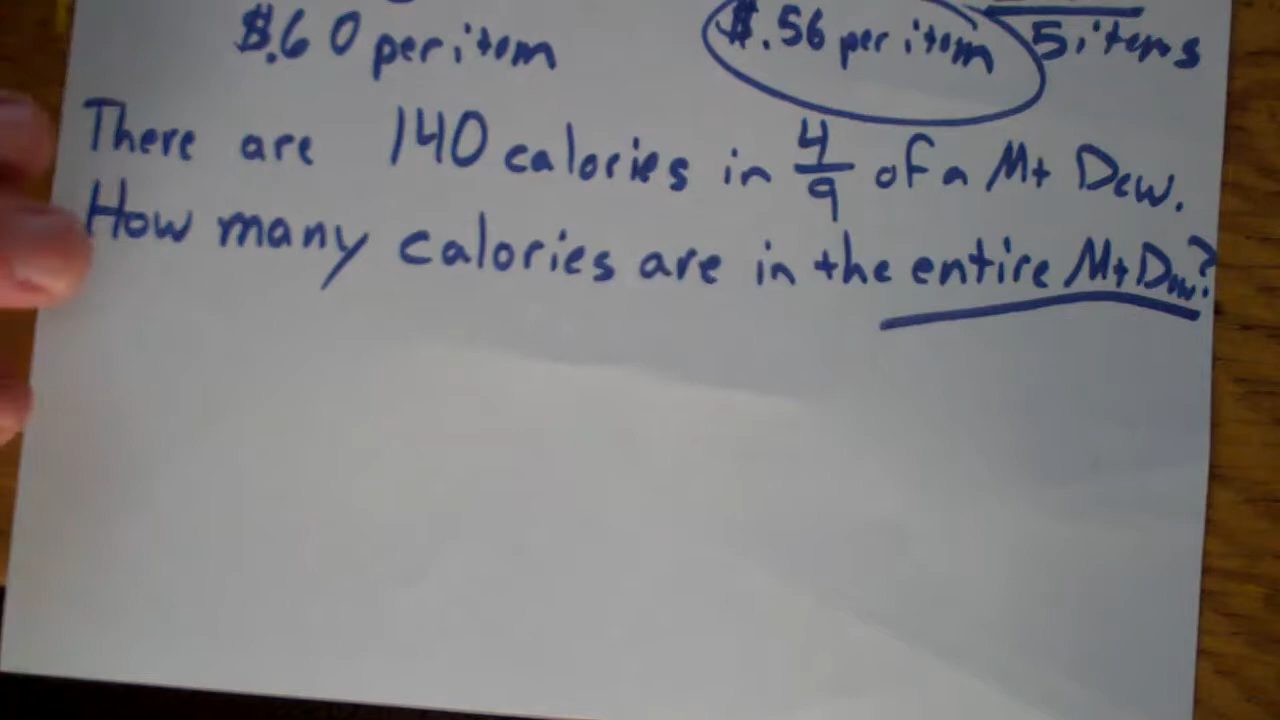 $.60 per item
$.56 per item
5 items
There are 140 calories in 4/9 of a Mt Dew.
How many calories are in the entire Mt Dew?